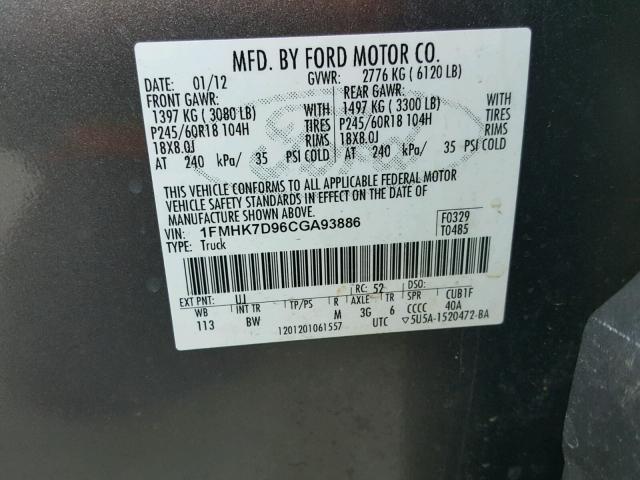 MFD. BY FORD MOTOR CO.
DATE: 01/12 GVWR: 2776 KG ( 6120 LB)
FRONT GAWR: REAR GAWR:
1397 KG ( 3080 LB) WITH 1497 KG ( 3300 LB) WITH
P245/60R18 104H TIRES P245/60R18 104H TIRES
18X8.0J RIMS 18X8.0J RIMS
AT 240 kPa/ 35 PSI COLD AT 240 kPa/ 35 PSI COLD
THIS VEHICLE CONFORMS TO ALL APPLICABLE FEDERAL MOTOR
VEHICLE SAFETY STANDARDS IN EFFECT ON THE DATE OF
MANUFACTURE SHOWN ABOVE.
VIN: 1FMHK7D96CGA93886 F0329
TYPE: Truck T0485
EXT PNT: UJ RC: 52 DSO:
WB INT TR TP/PS R AXLE TR SPR CUB1F
113 BW M 3G 6 CCCC 40A
1201201061557 UTC ▽5U5A-1520472-BA